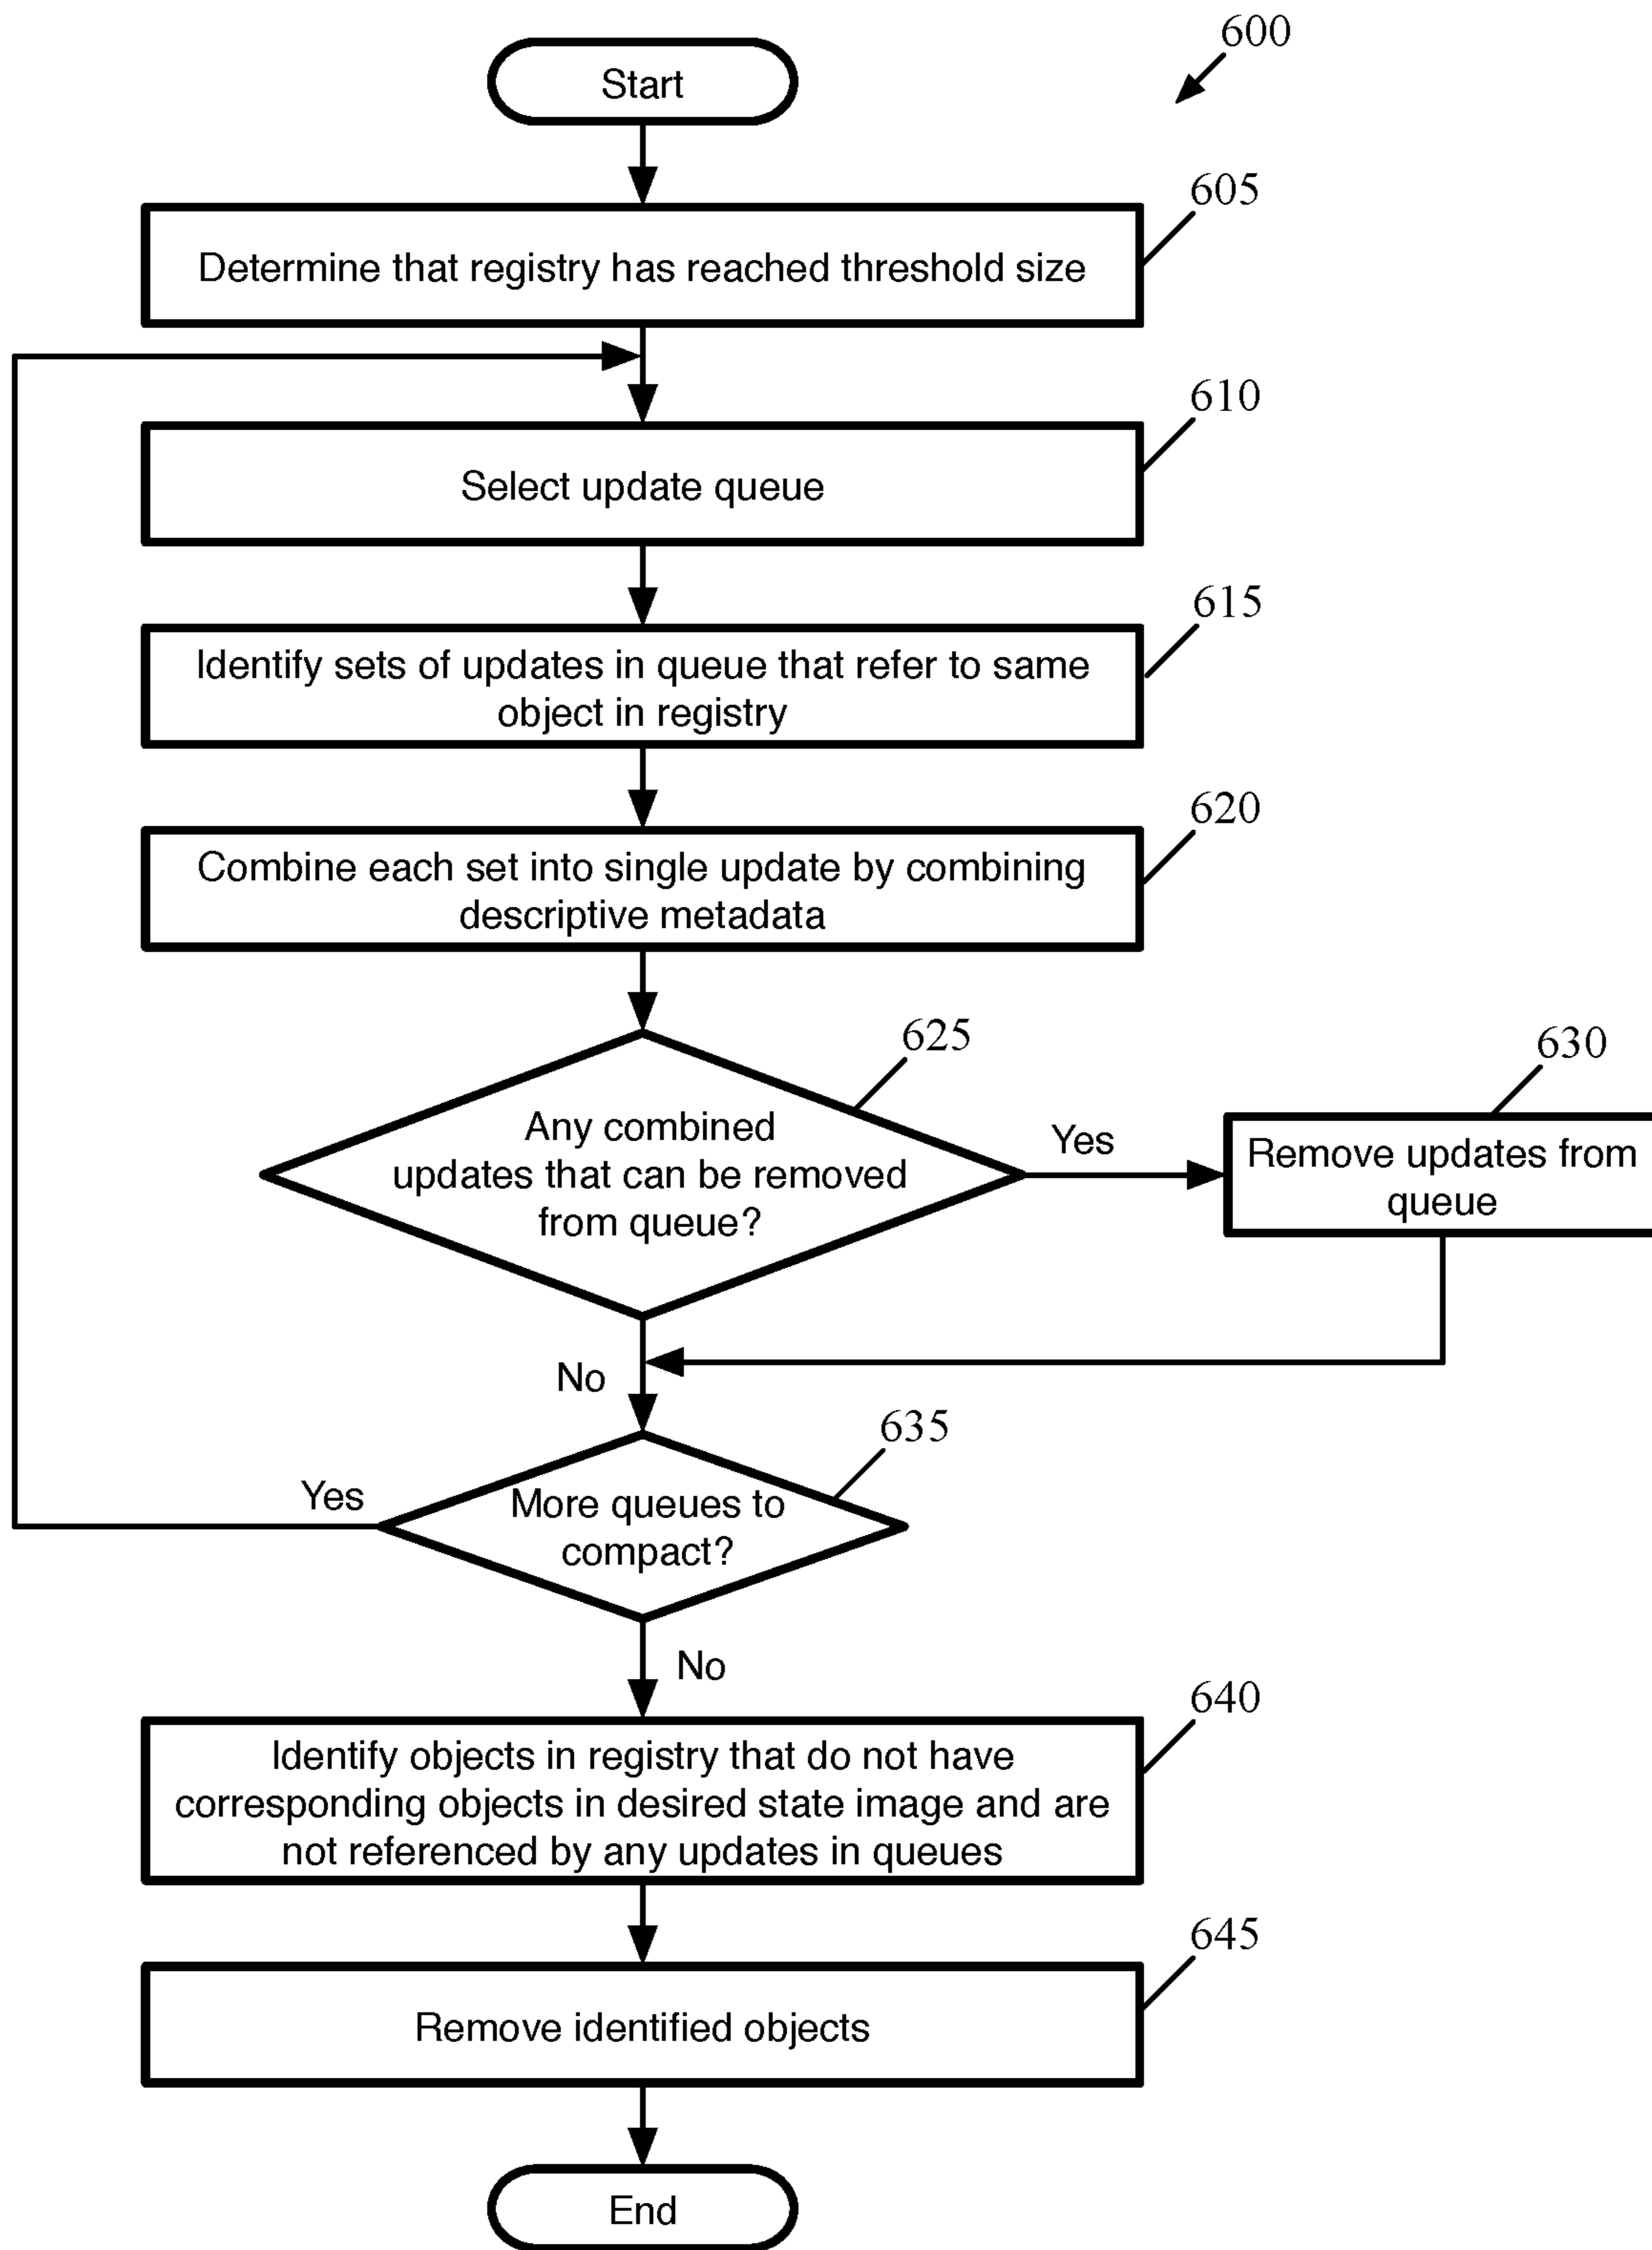 600
Start
605
Determine that registry has reached threshold size
610
Select update queue
615
Identify sets of updates in queue that refer to same
object in registry
620
Combine each set into single update by combining
descriptive metadata
625
Any combined
updates that can be removed
from queue?
Yes
630
Remove updates from
queue
No
635
More queues to
compact?
Yes
No
640
Identify objects in registry that do not have
corresponding objects in desired state image and are
not referenced by any updates in queues
645
Remove identified objects
End